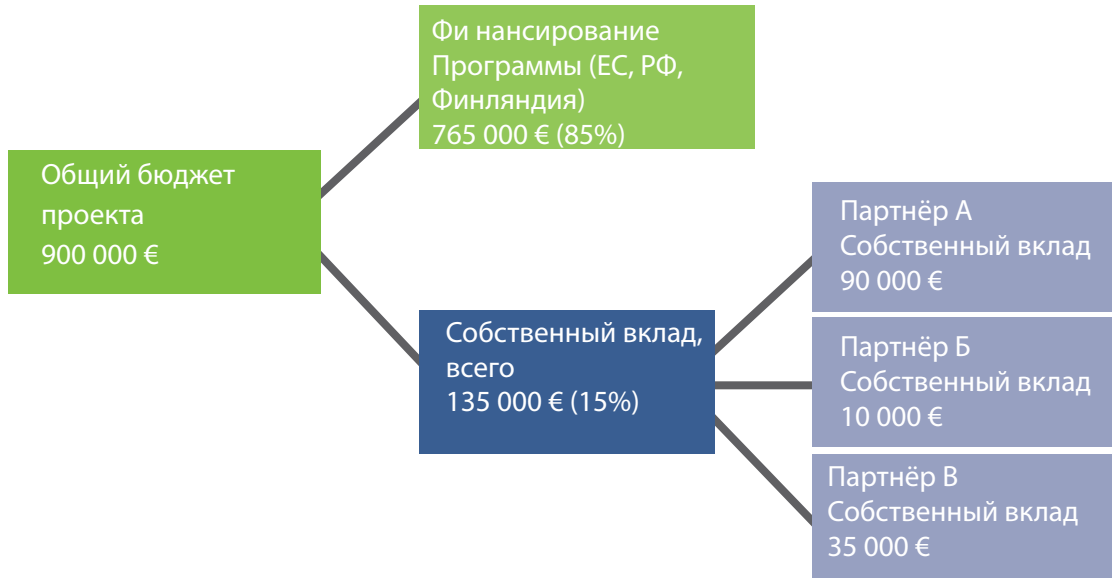 Фи нансирование
Программы (ЕС, РФ,
Финляндия)
765 000 € (85%)
Общий бюджет
проекта
900 000 €
Собственный вклад,
всего
135 000 € (15%)
Партнёр А
Собственный вклад
90 000 €
Партнёр Б
Собственный вклад
10 000 €
Партнёр В
Собственный вклад
35 000 €